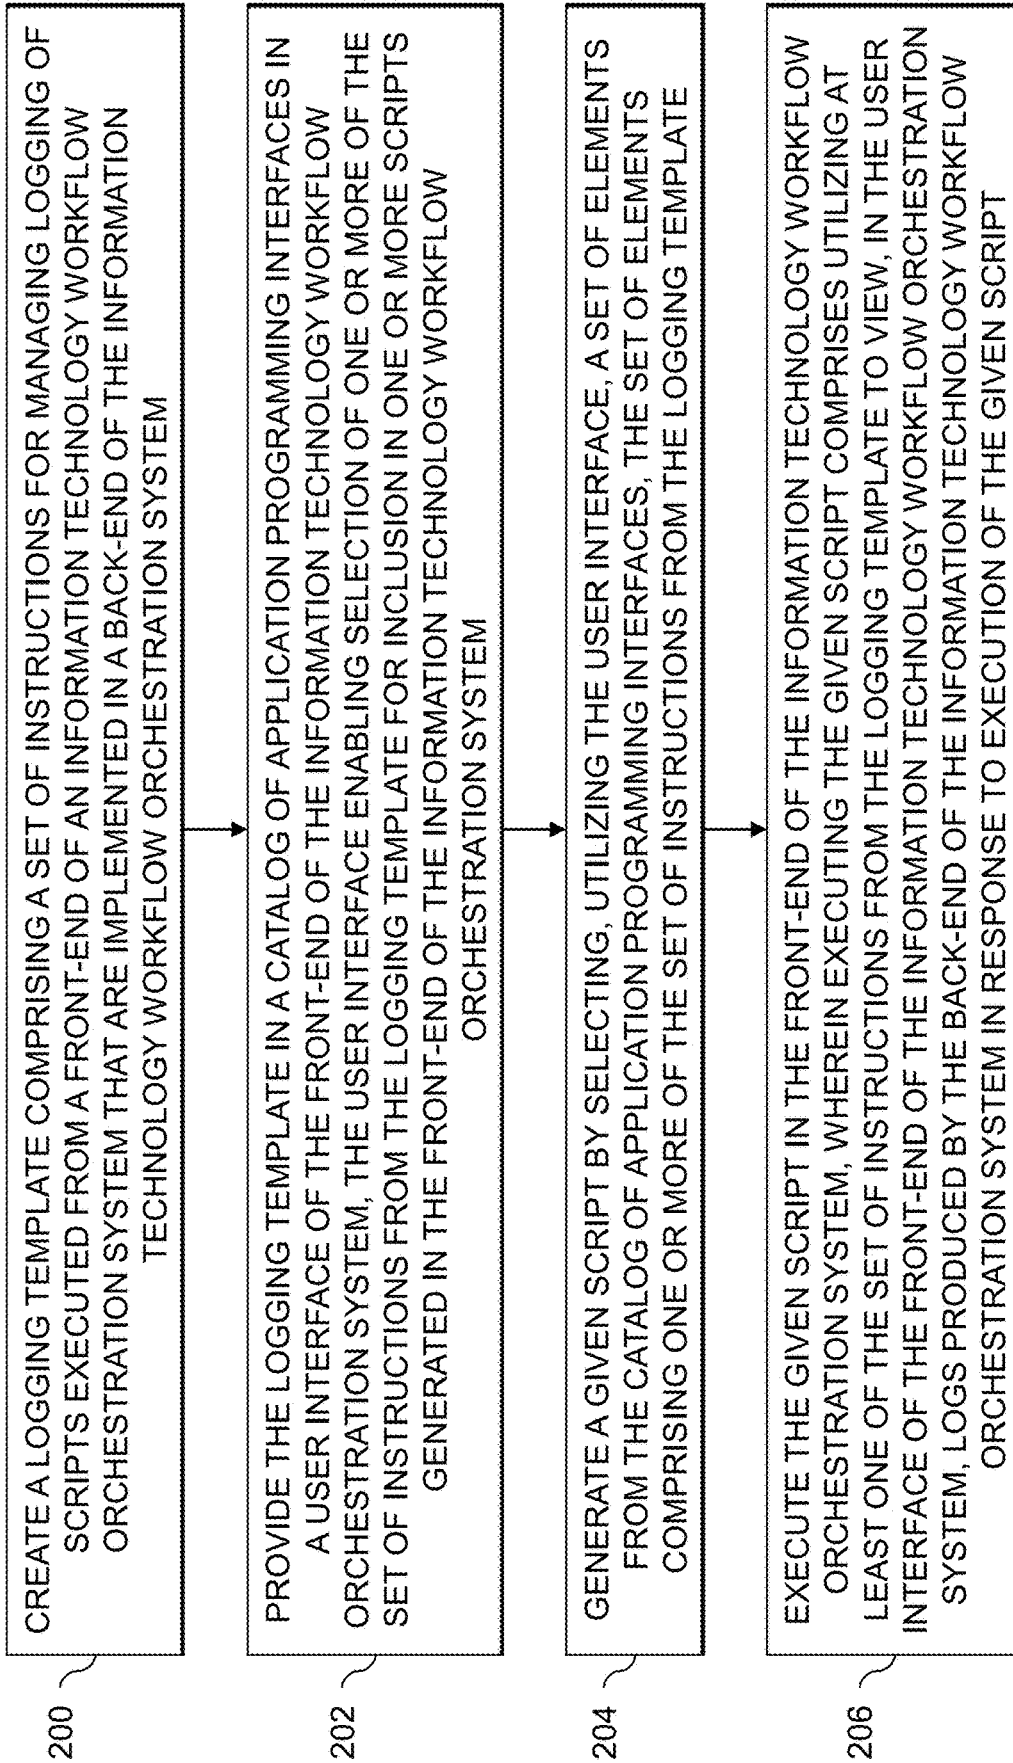 CREATE A LOGGING TEMPLATE COMPRISING A SET OF INSTRUCTIONS FOR MANAGING LOGGING OF
SCRIPTS EXECUTED FROM A FRONT-END OF AN INFORMATION TECHNOLOGY WORKFLOW
ORCHESTRATION SYSTEM THAT ARE IMPLEMENTED IN A BACK-END OF THE INFORMATION
TECHNOLOGY WORKFLOW ORCHESTRATION SYSTEM
200
PROVIDE THE LOGGING TEMPLATE IN A CATALOG OF APPLICATION PROGRAMMING INTERFACES IN
A USER INTERFACE OF THE FRONT-END OF THE INFORMATION TECHNOLOGY WORKFLOW
ORCHESTRATION SYSTEM, THE USER INTERFACE ENABLING SELECTION OF ONE OR MORE OF THE
SET OF INSTRUCTIONS FROM THE LOGGING TEMPLATE FOR INCLUSION IN ONE OR MORE SCRIPTS
GENERATED IN THE FRONT-END OF THE INFORMATION TECHNOLOGY WORKFLOW
ORCHESTRATION SYSTEM
202
GENERATE A GIVEN SCRIPT BY SELECTING, UTILIZING THE USER INTERFACE, A SET OF ELEMENTS
FROM THE CATALOG OF APPLICATION PROGRAMMING INTERFACES, THE SET OF ELEMENTS
COMPRISING ONE OR MORE OF THE SET OF INSTRUCTIONS FROM THE LOGGING TEMPLATE
204
EXECUTE THE GIVEN SCRIPT IN THE FRONT-END OF THE INFORMATION TECHNOLOGY WORKFLOW
ORCHESTRATION SYSTEM, WHEREIN EXECUTING THE GIVEN SCRIPT COMPRISES UTILIZING AT
LEAST ONE OF THE SET OF INSTRUCTIONS FROM THE LOGGING TEMPLATE TO VIEW, IN THE USER
INTERFACE OF THE FRONT-END OF THE INFORMATION TECHNOLOGY WORKFLOW ORCHESTRATION
SYSTEM, LOGS PRODUCED BY THE BACK-END OF THE INFORMATION TECHNOLOGY WORKFLOW
ORCHESTRATION SYSTEM IN RESPONSE TO EXECUTION OF THE GIVEN SCRIPT
206